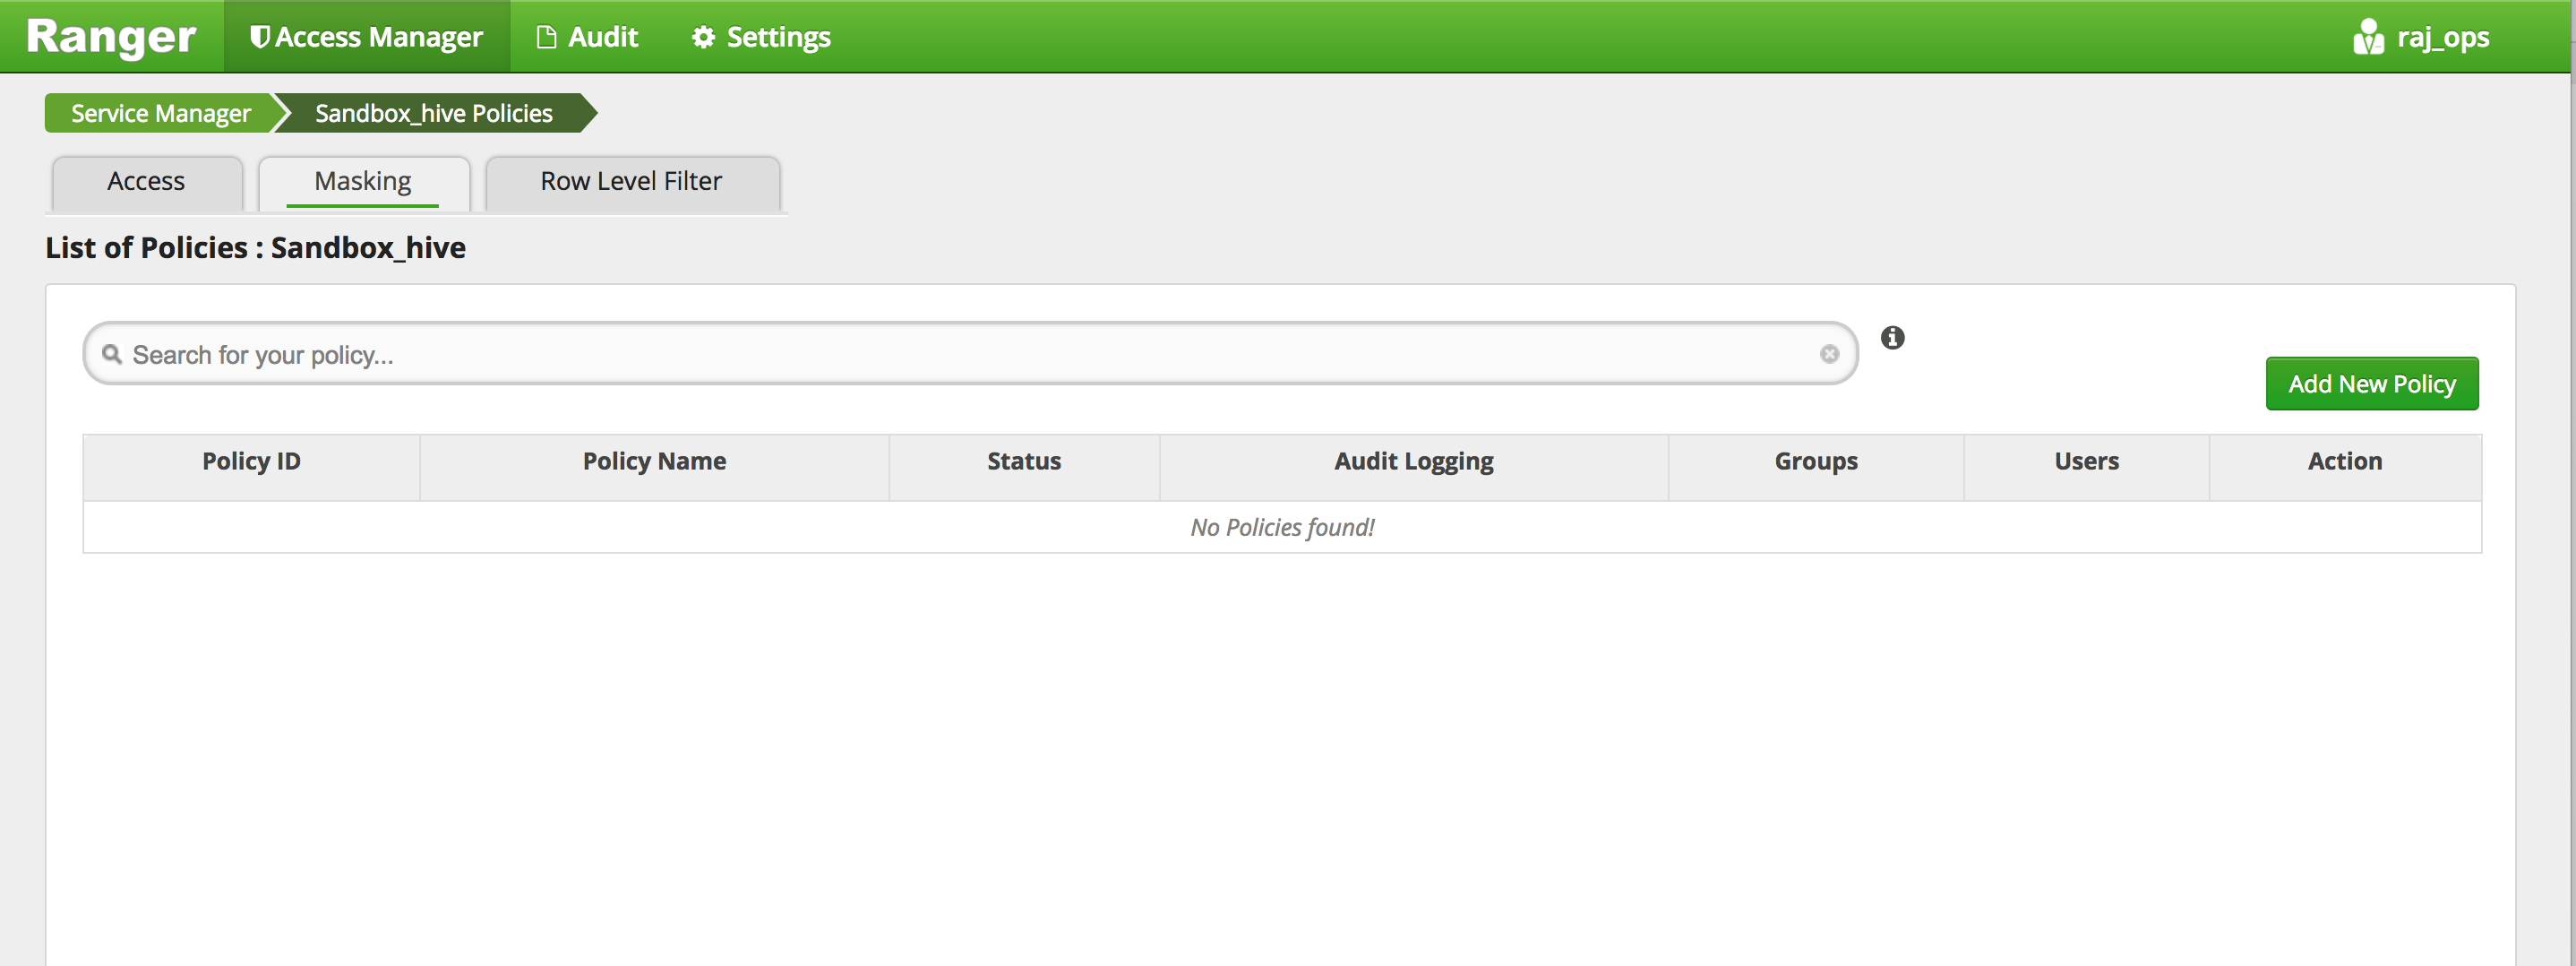 Ranger Access Manager Audit Settings raj_ops
Service Manager Sandbox_hive Policies
Access Masking Row Level Filter
List of Policies : Sandbox_hive
Search for your policy...
Add New Policy
Policy ID Policy Name Status Audit Logging Groups Users Action
No Policies found!